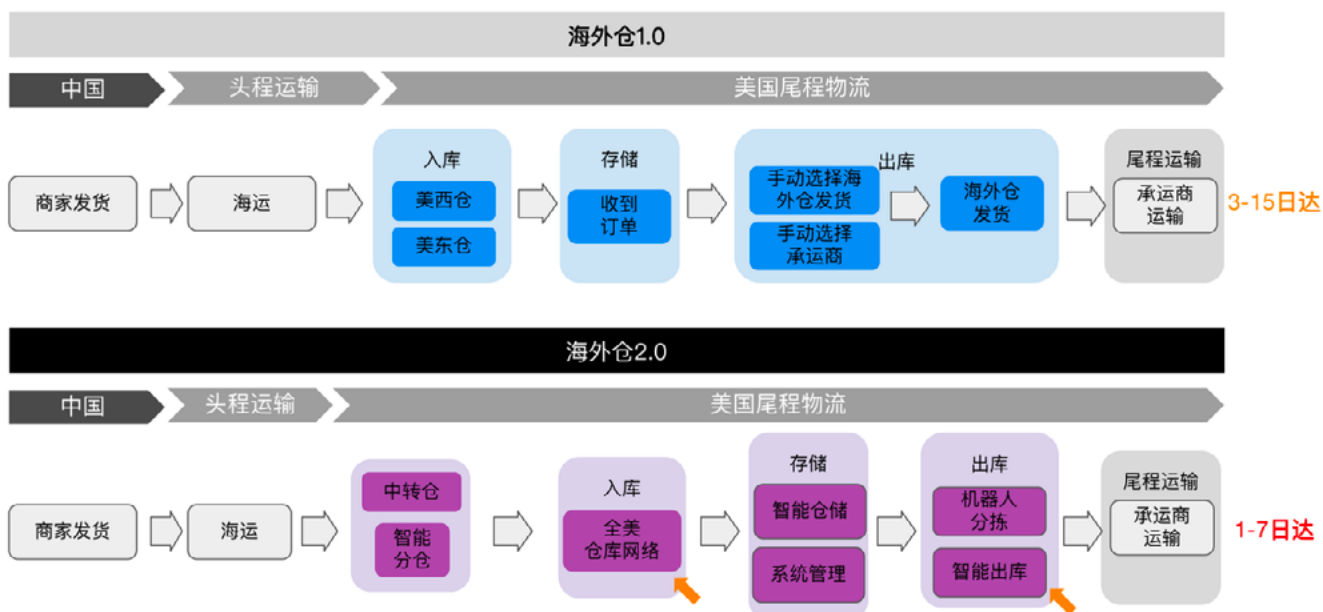 海外仓1.0
中国
头程运输
美国尾程物流
商家发货
海运
入库
美西仓
美东仓
存储
收到
订单
出库
手动选择海
外仓发货
手动选择
承运商
海外仓
发货
尾程运输
承运商
运输
3-15日达
海外仓2.0
中国
头程运输
美国尾程物流
商家发货
海运
中转仓
智能
分仓
入库
全美
仓库网络
存储
智能仓储
系统管理
出库
机器人
分拣
智能出库
尾程运输
承运商
运输
1-7日达